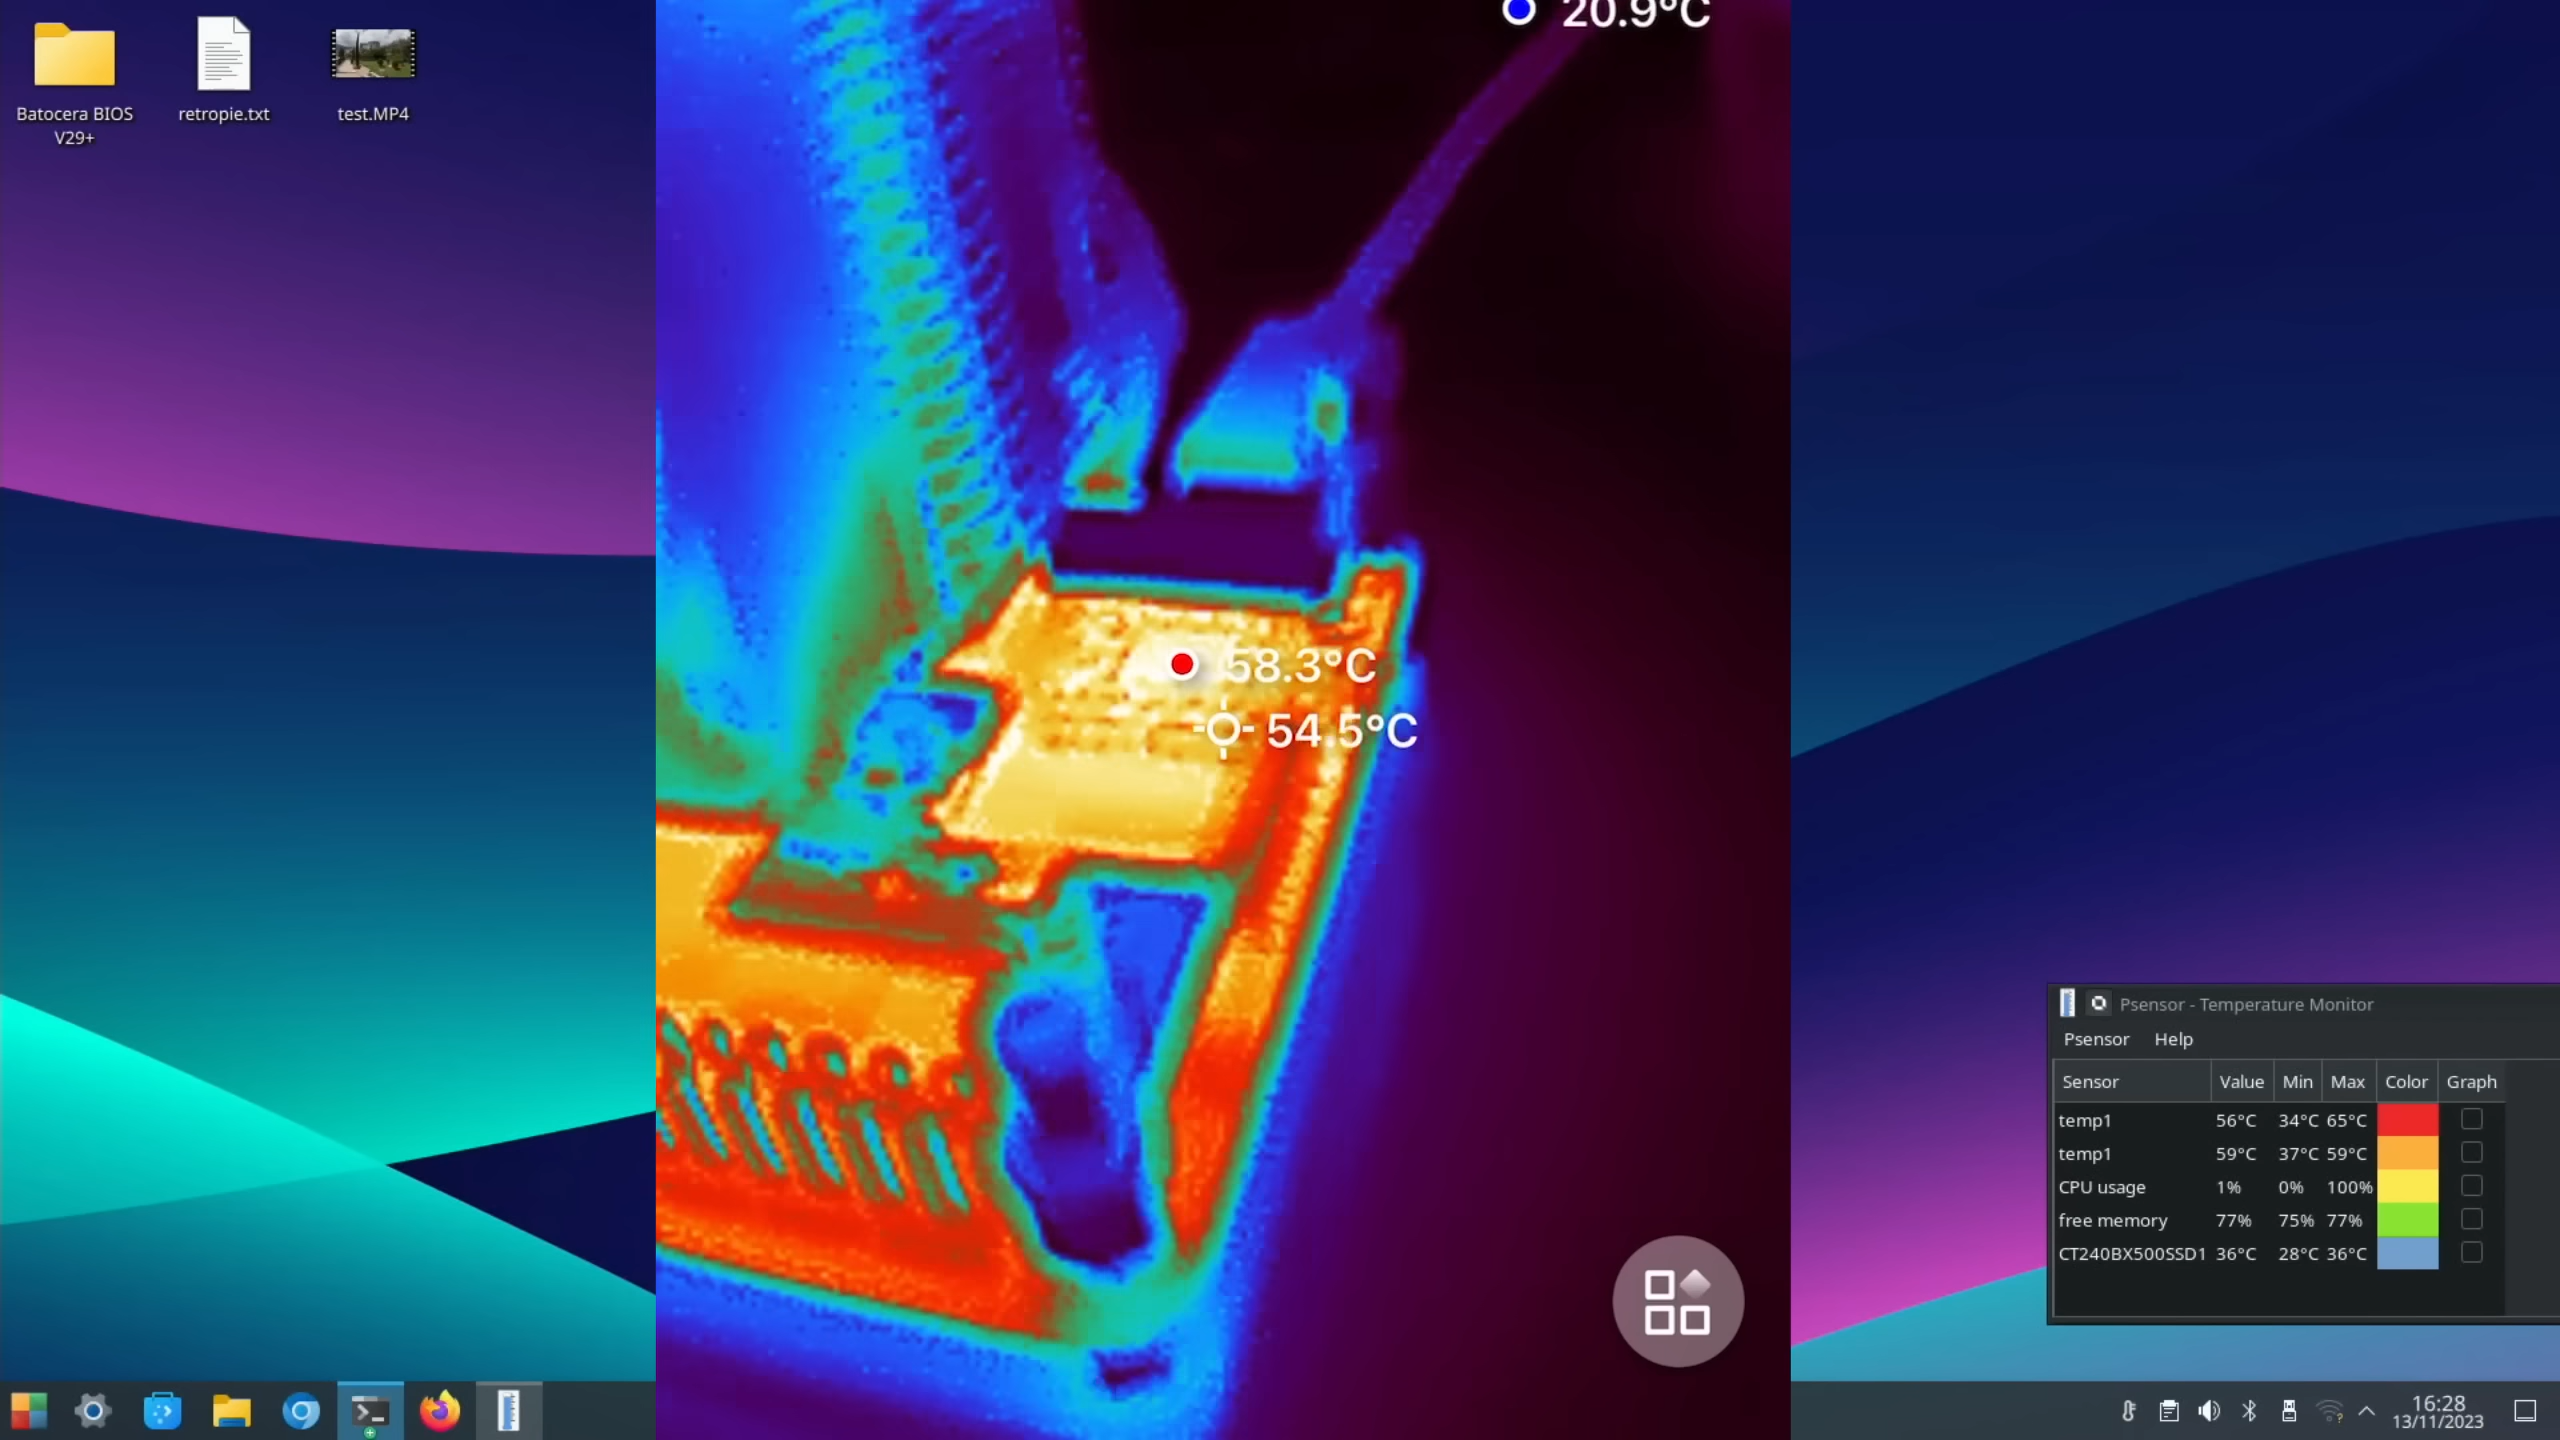 Batocera BIOS
V29+
retropie.txt
test.MP4
20.9°C
58.3°C
54.5°C
Psensor - Temperature Monitor
Psensor Help
Sensor Value Min Max Color Graph
temp1 56°C 34°C 65°C
temp1 59°C 37°C 59°C
CPU usage 1% 0% 100%
free memory 77% 75% 77%
CT240BX500SSD1 36°C 28°C 36°C
16:28
13/11/2023